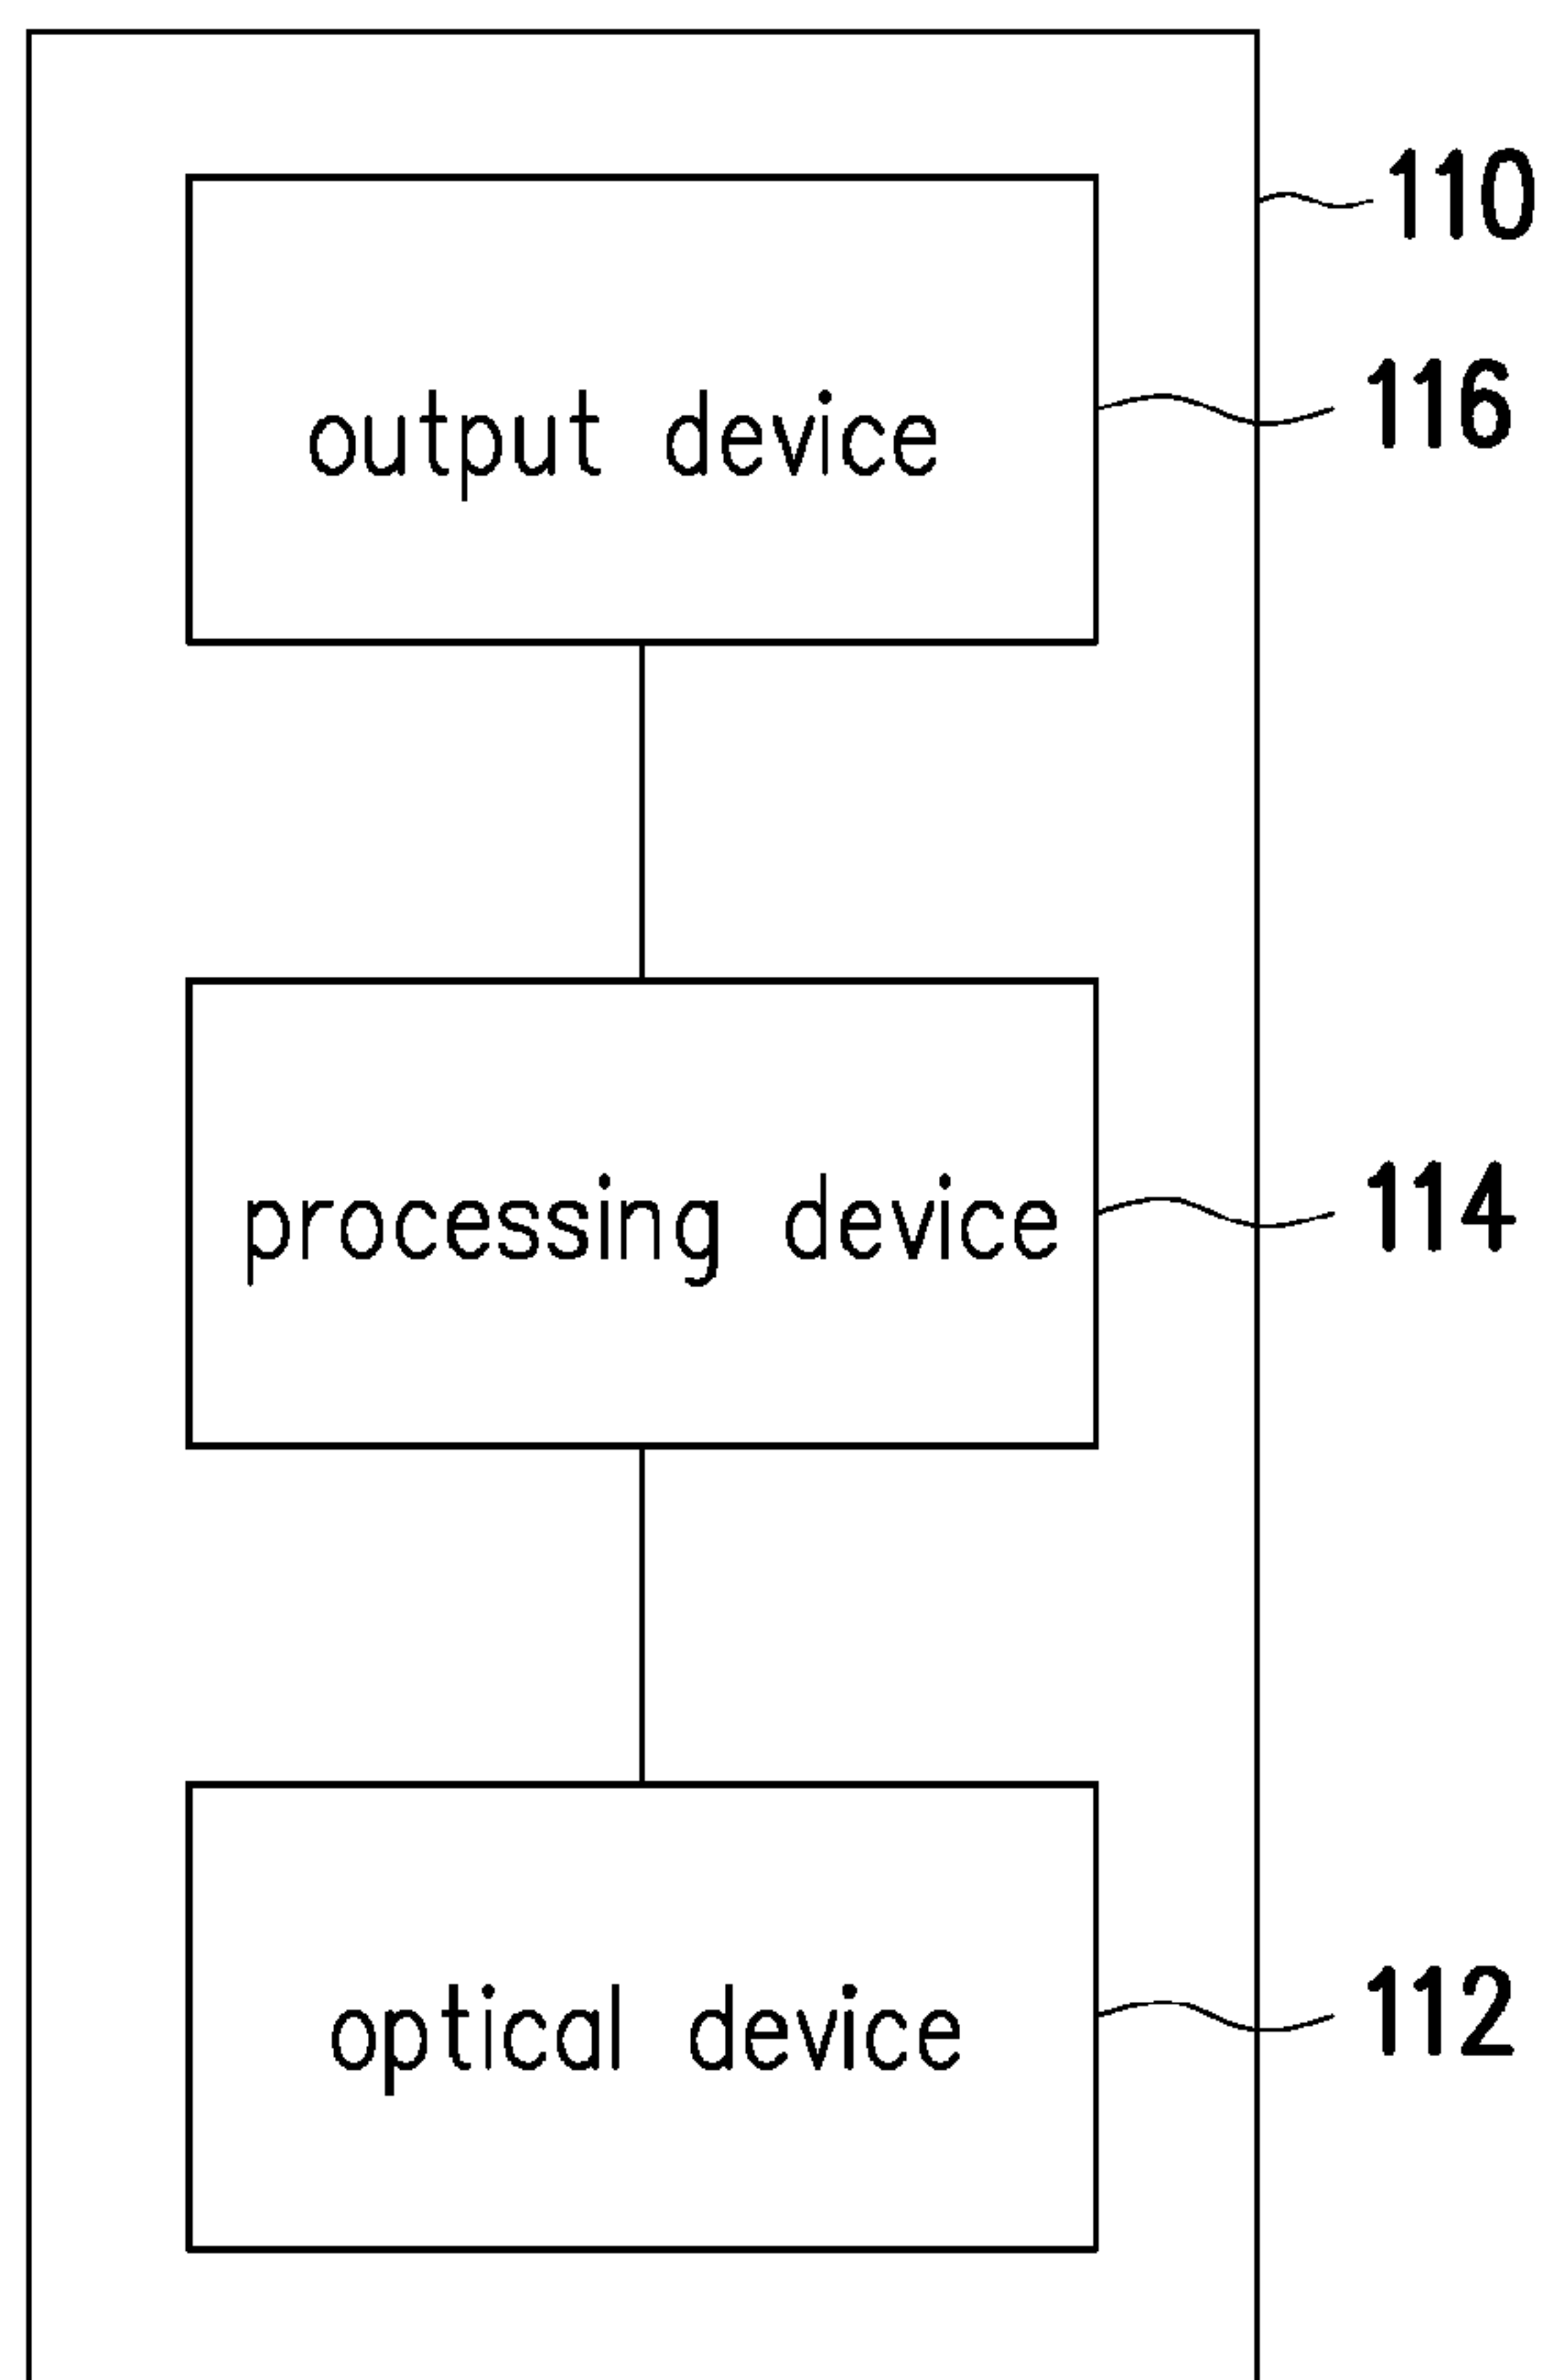 110
116
output device
processing device
114
optical device
112